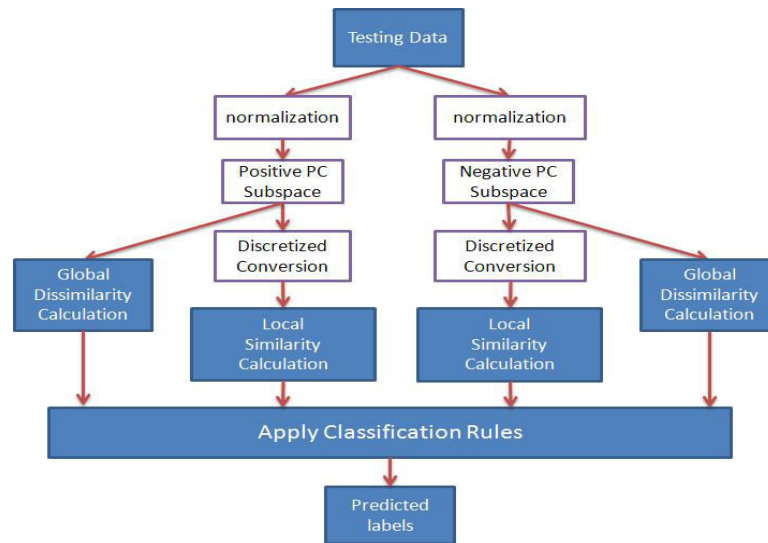 Testing Data
normalization
normalization
Positive PC
Subspace
Negative PC
Subspace
Global
Dissimilarity
Calculation
Discretized
Conversion
Discretized
Conversion
Global
Dissimilarity
Calculation
Local
Similarity
Calculation
Local
Similarity
Calculation
Apply Classification Rules
Predicted
labels